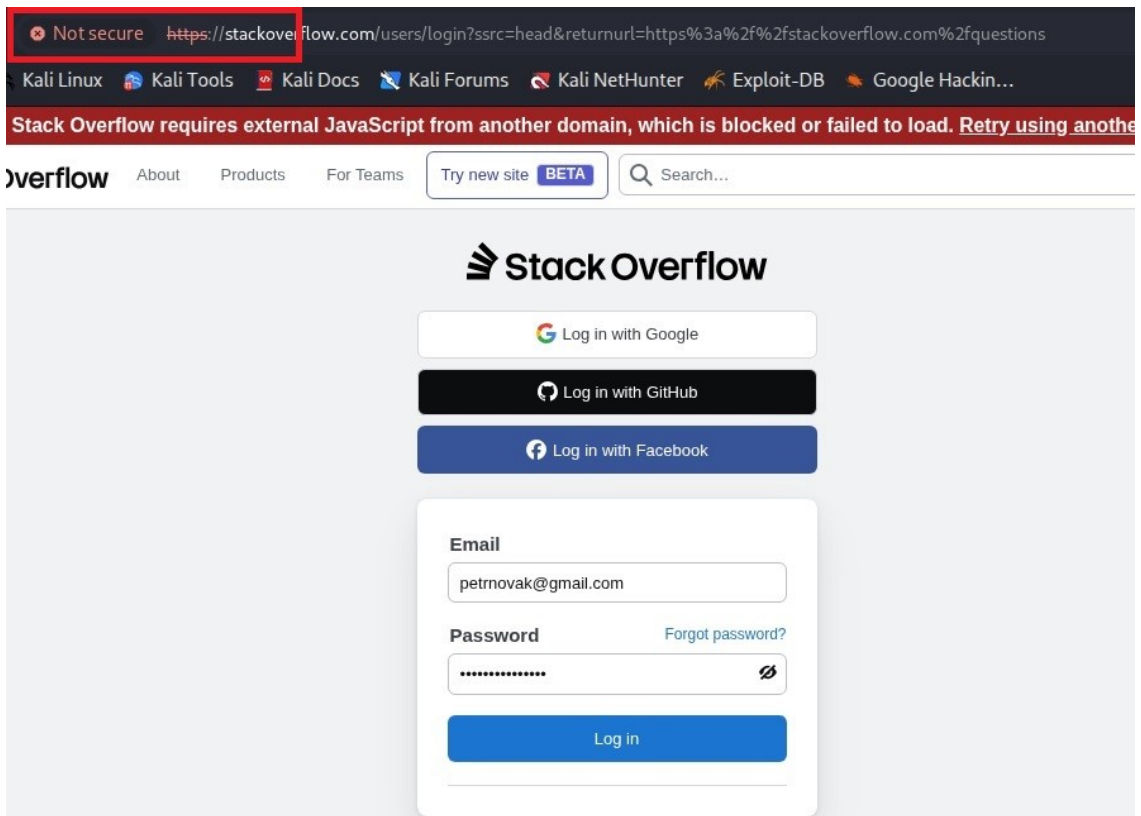 Not secure https://stackoverflow.com/users/login?ssrc=head&returnurl=https%3a%2f%2fstackoverflow.com%2fquestions
Kali Linux Kali Tools Kali Docs Kali Forums Kali NetHunter Exploit-DB Google Hackin...
Stack Overflow requires external JavaScript from another domain, which is blocked or failed to load. Retry using anothe
Overflow About Products For Teams Try new site BETA Search...
Stack Overflow
Log in with Google
Log in with GitHub
Log in with Facebook
Email
petrnovak@gmail.com
Password Forgot password?
•••••••••••••••
Log in